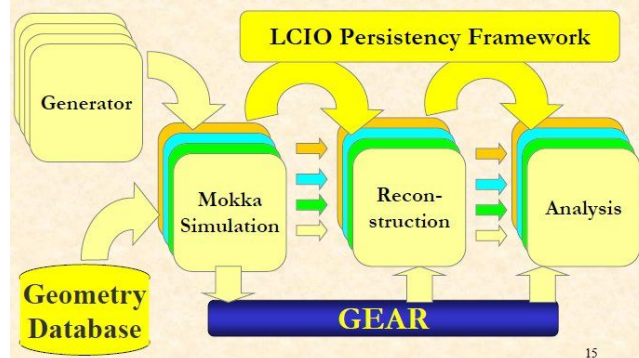 LCIO Persistency Framework
Generator
Mokka
Simulation
Recon-
struction
Analysis
Geometry
Database
GEAR
15